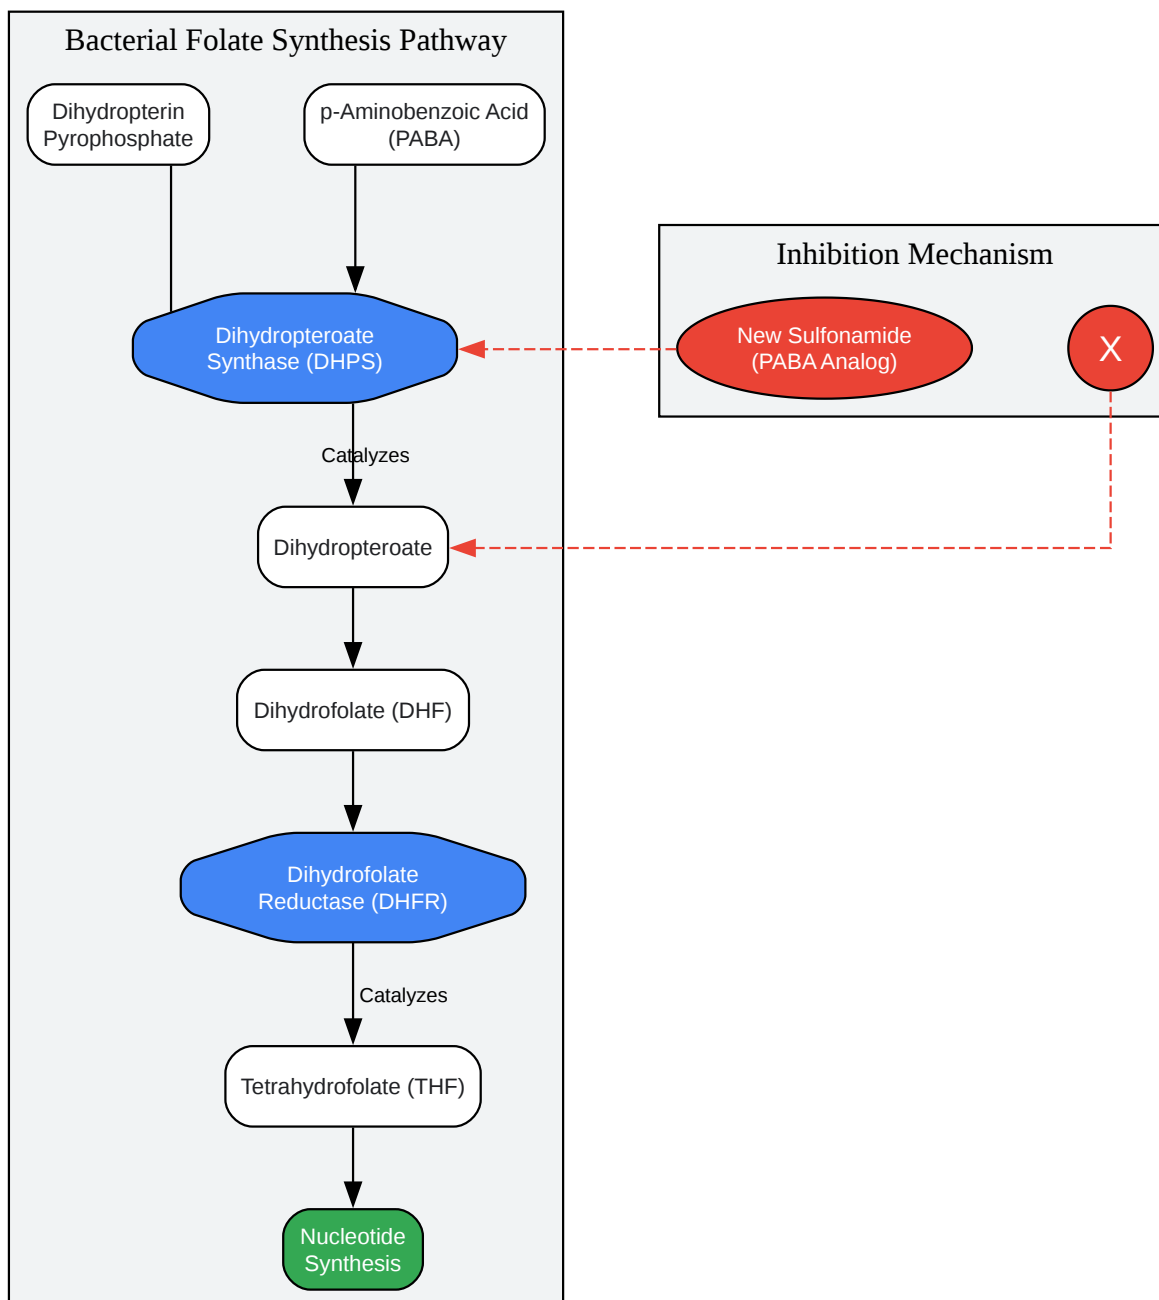 Bacterial Folate Synthesis Pathway
Dihydropterin
Pyrophosphate
p-Aminobenzoic Acid
(PABA)
Inhibition Mechanism
Dihydropteroate
Synthase (DHPS)
New Sulfonamide
(PABA Analog)
X
Catalyzes
Dihydropteroate
Dihydrofolate (DHF)
Dihydrofolate
Reductase (DHFR)
Catalyzes
Tetrahydrofolate (THF)
Nucleotide
Synthesis